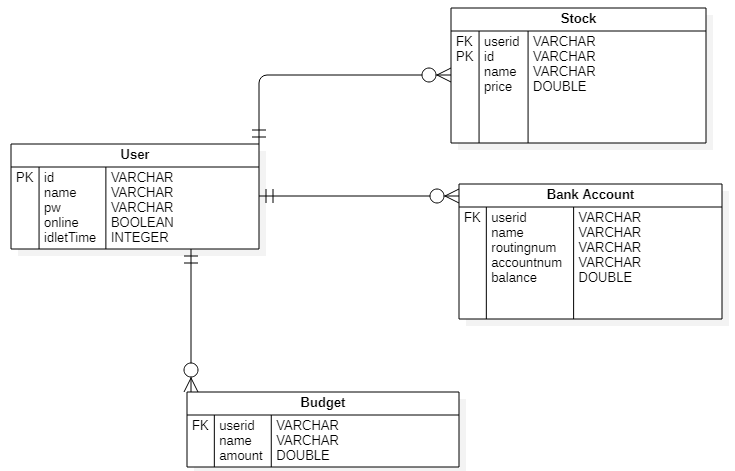 Stock
FK userid VARCHAR
PK id VARCHAR
name VARCHAR
price DOUBLE
User
PK id VARCHAR
name VARCHAR
pw VARCHAR
online BOOLEAN
idletTime INTEGER
Bank Account
FK userid VARCHAR
name VARCHAR
routingnum VARCHAR
accountnum VARCHAR
balance DOUBLE
Budget
FK userid VARCHAR
name VARCHAR
amount DOUBLE